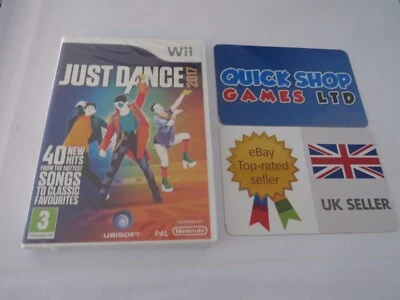 Wii
JUST DANCE
2017
40 NEW
HITS
FROM THE HOTTEST
SONGS
TO CLASSIC
FAVOURITES
3
UBISOFT
PAL
Nintendo
QUICK SHOP
GAMES LTD
eBay
Top-rated
seller
UK SELLER